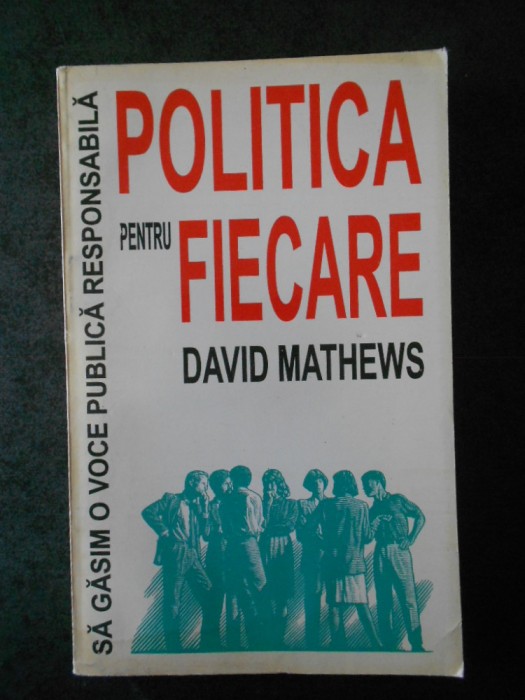 POLITICA
PENTRU
FIECARE
DAVID MATHEWS
SĂ GĂSIM O VOCE PUBLICĂ RESPONSABILĂ